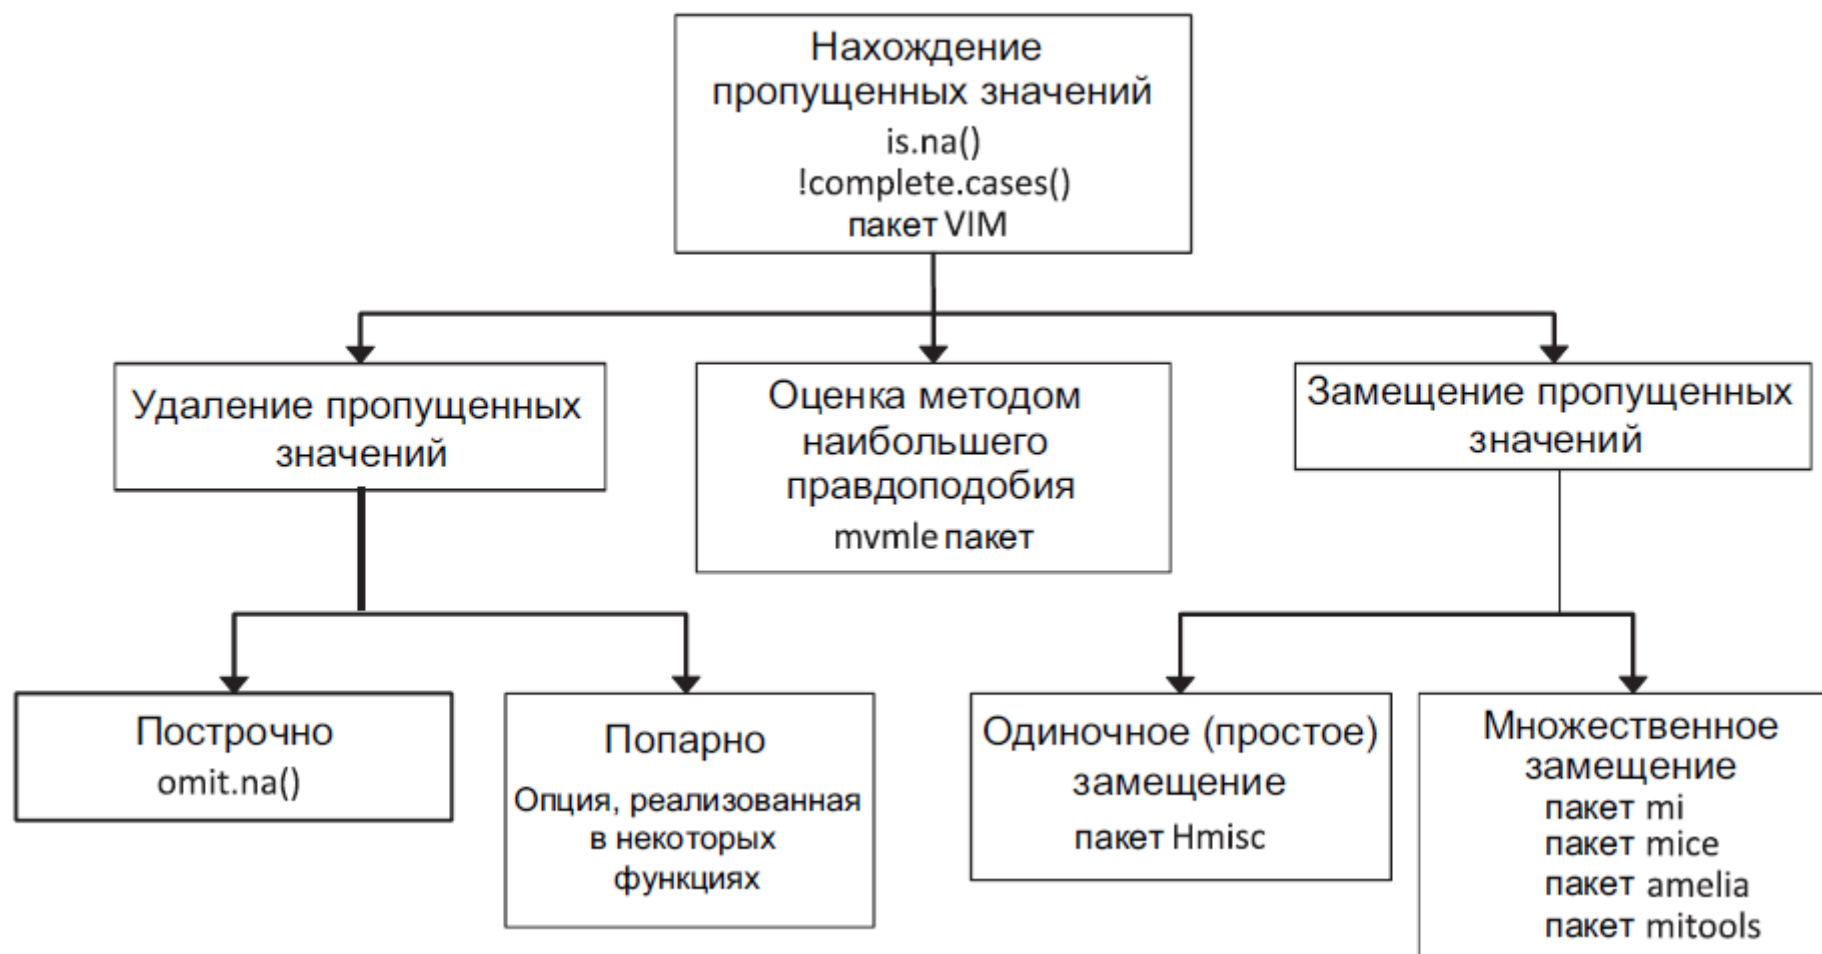 Нахождение
пропущенных значений
is.na()
!complete.cases()
пакет VIM
Удаление пропущенных
значений
Оценка методом
наибольшего
правдоподобия
mvmle пакет
Замещение пропущенных
значений
Построчно
omit.na()
Попарно
Опция, реализованная
в некоторых
функциях
Одиночное (простое)
замещение
пакет Hmisc
Множественное
замещение
пакет mi
пакет mice
пакет amelia
пакет mitools